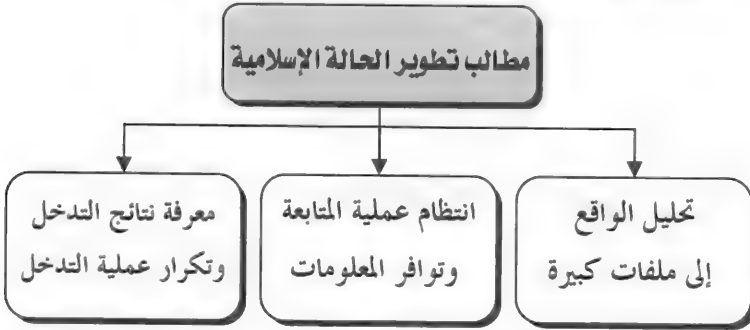 مطالب تطوير الحالة الإسلامية
تحليل الواقع
إلى ملفات كبيرة
انتظام عملية المتابعة
وتوافر المعلومات
معرفة نتائج التدخل
وتكرار عملية التدخل